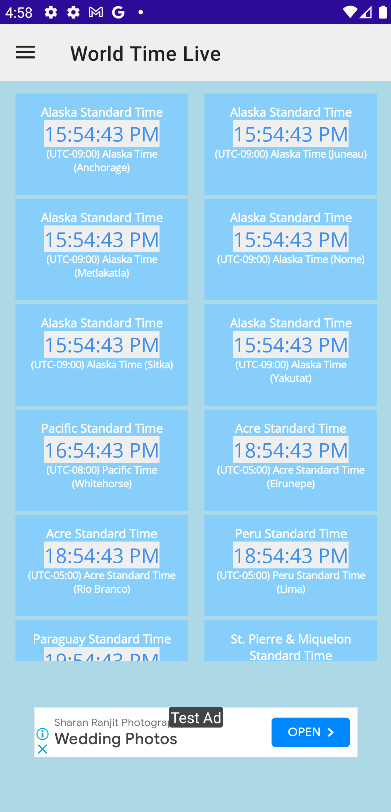 4:58
World Time Live
Alaska Standard Time
15:54:43 PM
(UTC-09:00) Alaska Time
(Anchorage)
Alaska Standard Time
15:54:43 PM
(UTC-09:00) Alaska Time (Juneau)
Alaska Standard Time
15:54:43 PM
(UTC-09:00) Alaska Time
(Metlakatla)
Alaska Standard Time
15:54:43 PM
(UTC-09:00) Alaska Time (Nome)
Alaska Standard Time
15:54:43 PM
(UTC-09:00) Alaska Time (Sitka)
Alaska Standard Time
15:54:43 PM
(UTC-09:00) Alaska Time
(Yakutat)
Pacific Standard Time
16:54:43 PM
(UTC-08:00) Pacific Time
(Whitehorse)
Acre Standard Time
18:54:43 PM
(UTC-05:00) Acre Standard Time
(Eirunepe)
Acre Standard Time
18:54:43 PM
(UTC-05:00) Acre Standard Time
(Rio Branco)
Peru Standard Time
18:54:43 PM
(UTC-05:00) Peru Standard Time
(Lima)
Paraguay Standard Time
19:54:43 PM
St. Pierre & Miquelon
Standard Time
Test Ad
Sharan Ranjit
Wedding Photos
OPEN